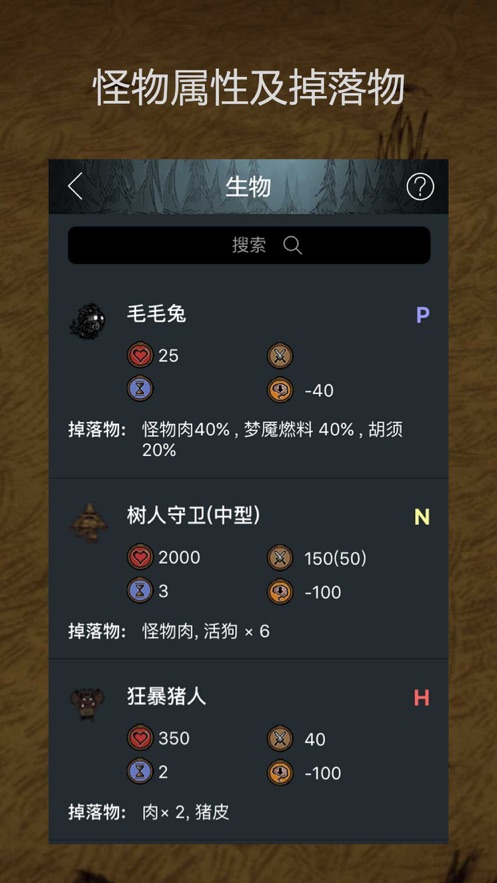 怪物属性及掉落物
生物
?
搜索
毛毛兔 P
25
-40
掉落物: 怪物肉40% , 梦魇燃料 40% , 胡须
20%
树人守卫(中型) N
2000 150(50)
3 -100
掉落物: 怪物肉, 活狗 × 6
狂暴猪人 H
350 40
2 -100
掉落物: 肉× 2, 猪皮